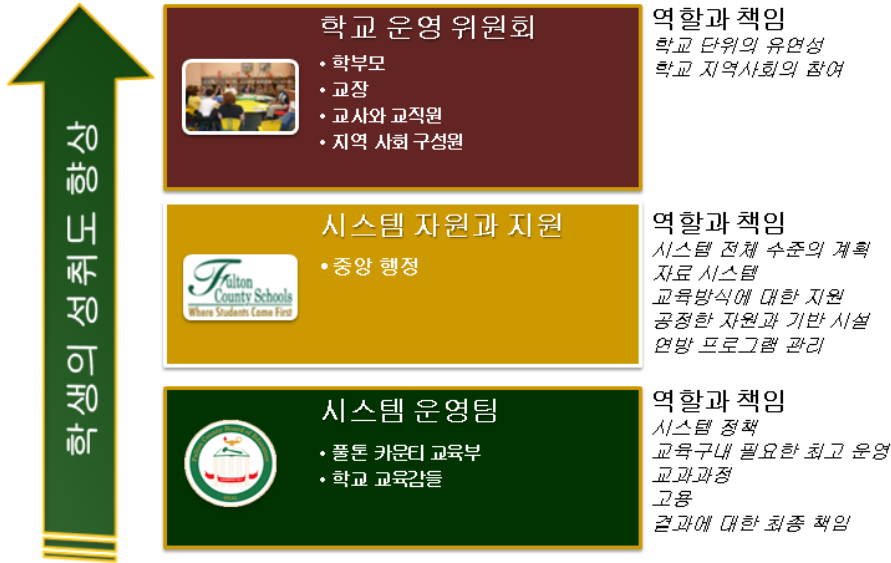 학생의 성취도 향상
학교 운영 위원회
• 학부모
• 교장
• 교사와 교직원
• 지역 사회 구성원
역할과 책임
학교 단위의 유연성
학교 지역사회의 참여
시스템 자원과 지원
• 중앙 행정
Fulton
County Schools
Where Students Come First
역할과 책임
시스템 전체 수준의 계획
자료 시스템
교육방식에 대한 지원
공정한 자원과 기반 시설
연방 프로그램 관리
시스템 운영팀
• 풀톤 카운티 교육부
• 학교 교육감들
Fulton County Board of Education
역할과 책임
시스템 정책
교육구내 필요한 최고 운영
교과과정
고용
결과에 대한 최종 책임